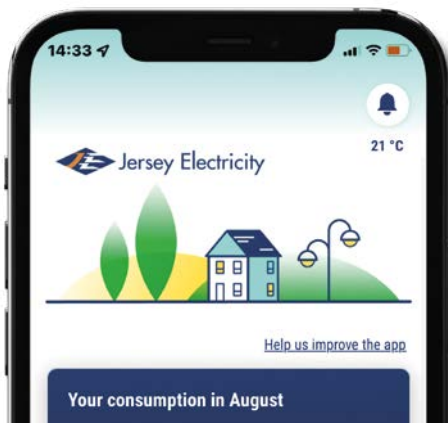 14:33
21 °C
Jersey Electricity
Help us improve the app
Your consumption in August